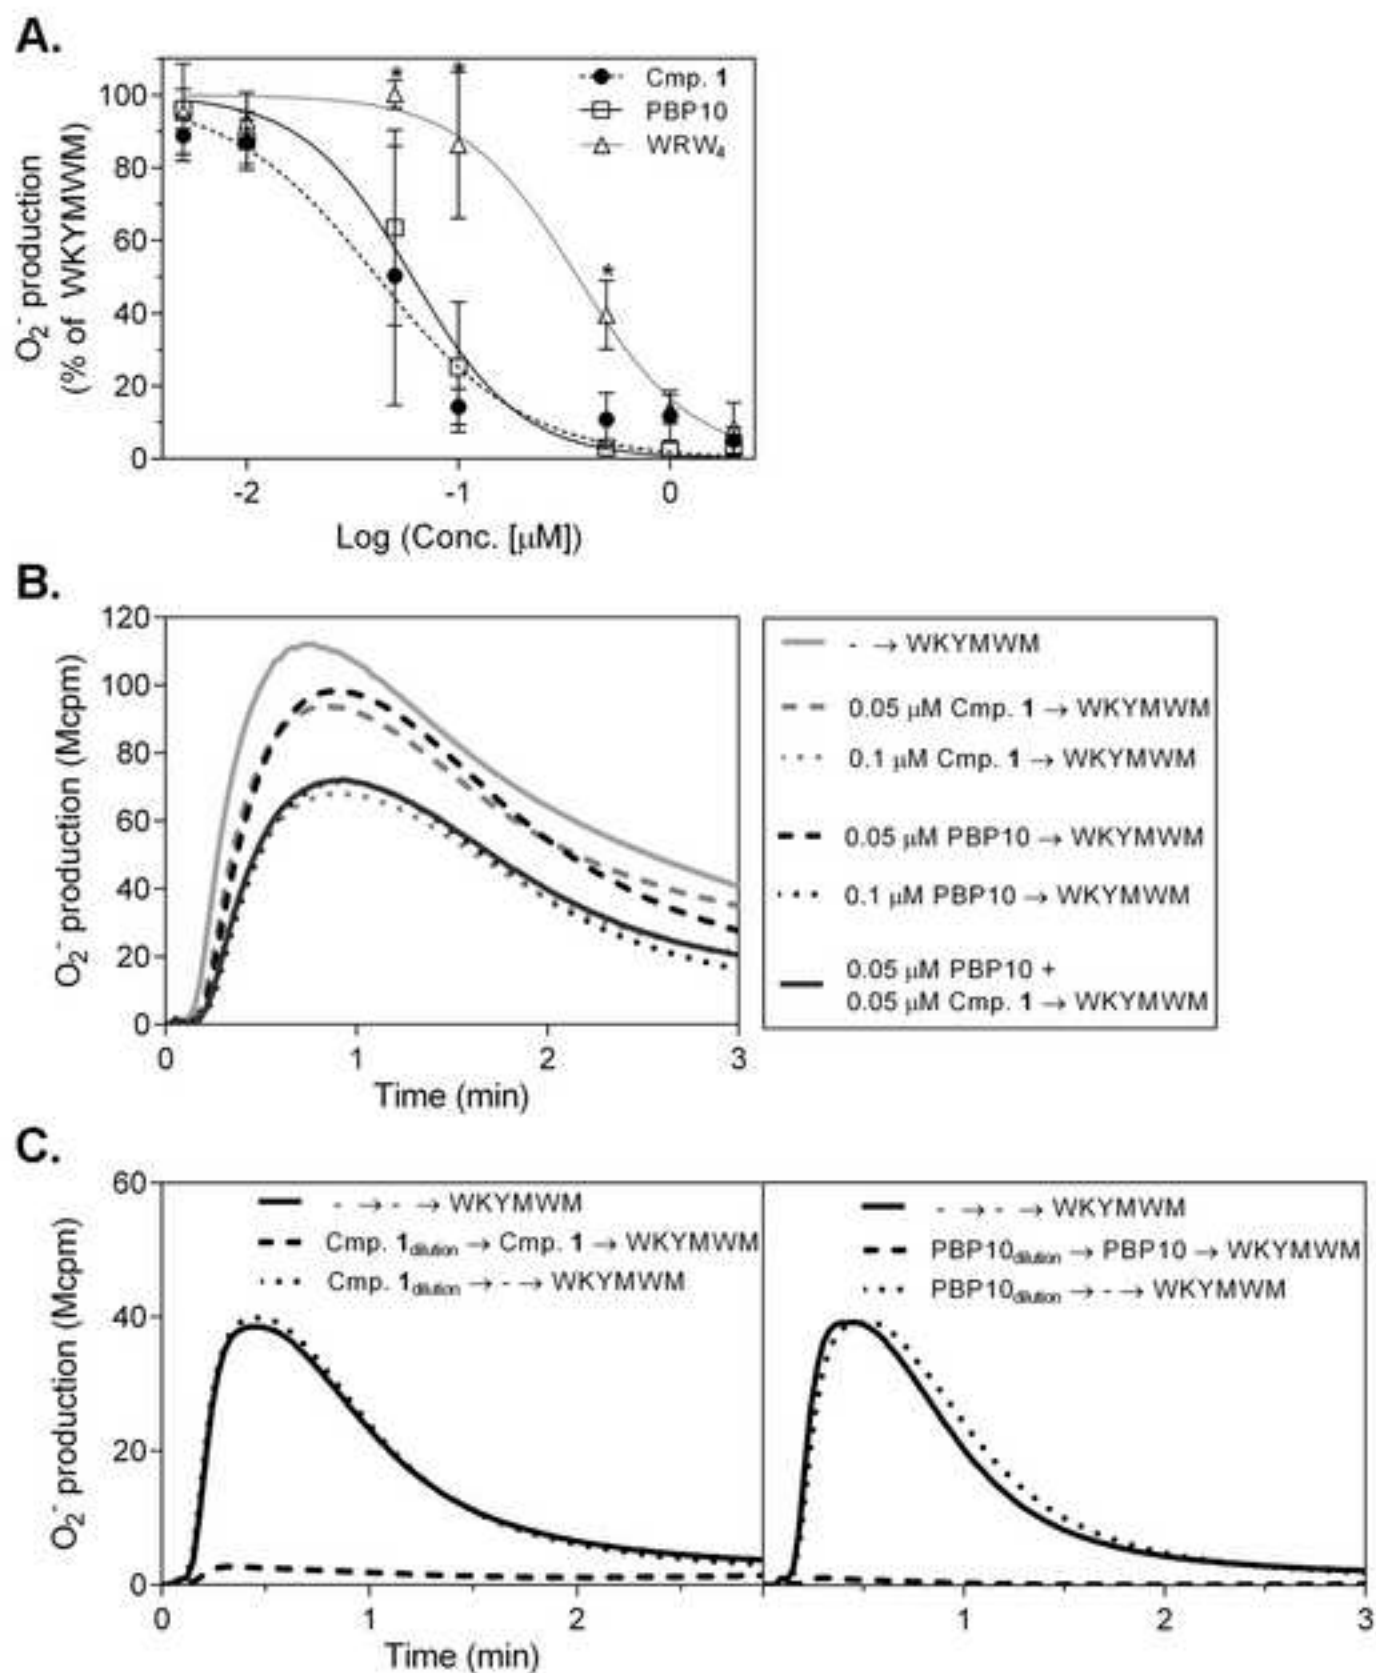 A.
O₂⁻ production
(% of WKYMWM)
100
80
60
40
20
0
* * *
Cmp. 1
PBP10
WRW₄
-2 -1 0
Log (Conc. [µM])
B.
O₂⁻ production (Mcpm)
120
100
80
60
40
20
0
0 1 2 3
Time (min)
- → WKYMWM
0.05 µM Cmp. 1 → WKYMWM
0.1 µM Cmp. 1 → WKYMWM
0.05 µM PBP10 → WKYMWM
0.1 µM PBP10 → WKYMWM
0.05 µM PBP10 +
0.05 µM Cmp. 1 → WKYMWM
C.
O₂⁻ production (Mcpm)
60
40
20
0
- → - → WKYMWM
Cmp. 1dilution → Cmp. 1 → WKYMWM
Cmp. 1dilution → - → WKYMWM
0 1 2
Time (min)
- → - → WKYMWM
PBP10dilution → PBP10 → WKYMWM
PBP10dilution → - → WKYMWM
1 2 3